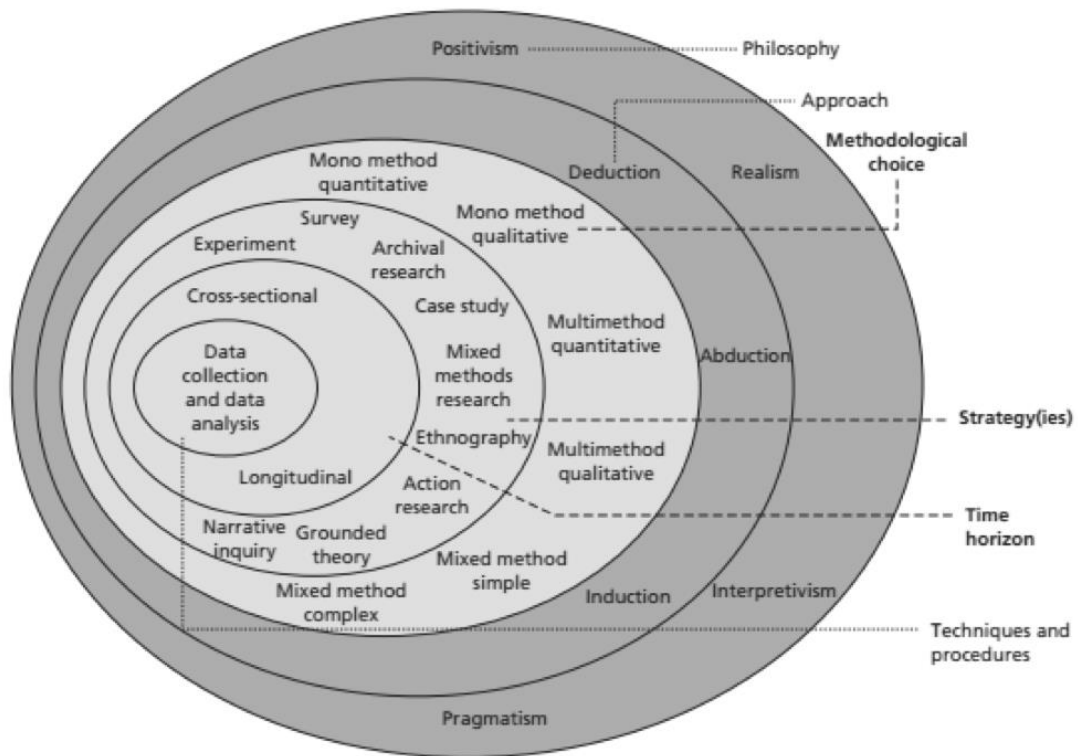 Positivism
Philosophy
Approach
Methodological
choice
Mono method
quantitative
Deduction
Realism
Survey
Mono method
qualitative
Experiment
Archival
research
Cross-sectional
Case study
Multimethod
quantitative
Data
collection
and data
analysis
Mixed
methods
research
Abduction
Strategy(ies)
Ethnography
Multimethod
qualitative
Longitudinal
Action
research
Time
horizon
Narrative
inquiry
Grounded
theory
Mixed method
simple
Mixed method
complex
Induction
Interpretivism
Techniques and
procedures
Pragmatism